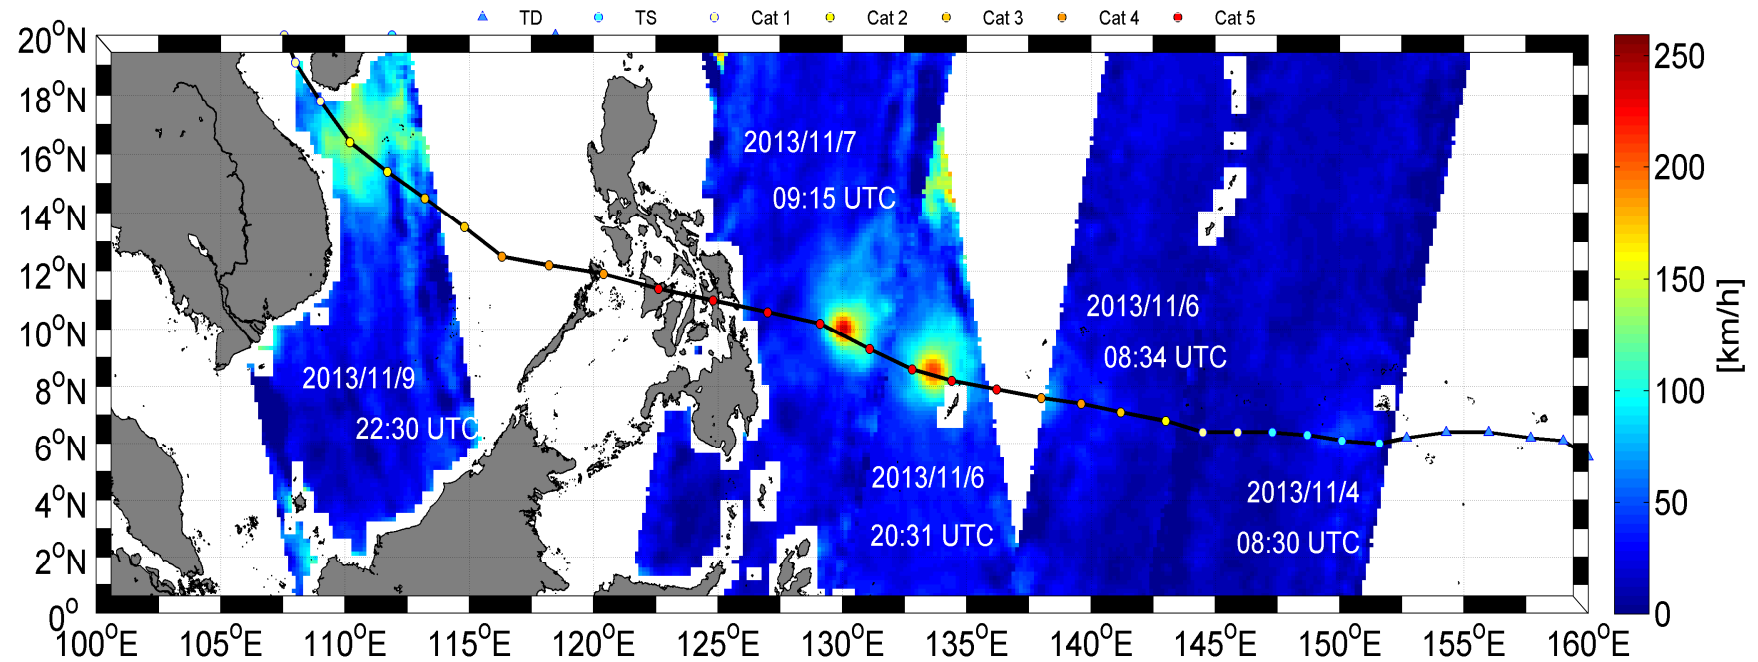 TD TS Cat 1 Cat 2 Cat 3 Cat 4 Cat 5
20°N
18°N
16°N
14°N
12°N
10°N
8°N
6°N
4°N
2°N
0°
2013/11/7
09:15 UTC
2013/11/6
08:34 UTC
2013/11/9
22:30 UTC
2013/11/6
20:31 UTC
2013/11/4
08:30 UTC
250
200
150
100
50
0
[km/h]
100°E 105°E 110°E 115°E 120°E 125°E 130°E 135°E 140°E 145°E 150°E 155°E 160°E